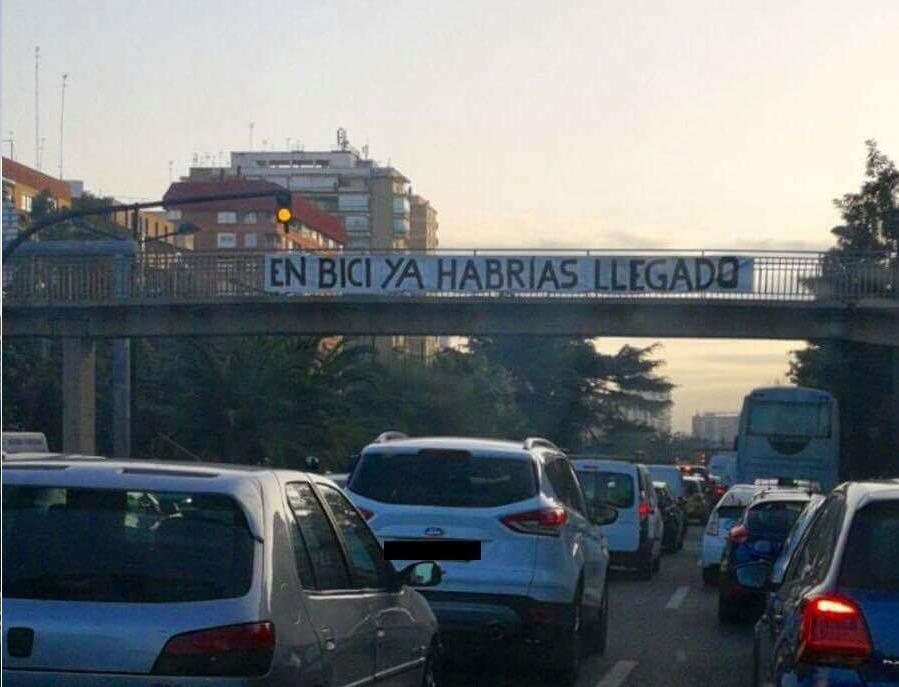 EN BICI YA HABRIAS LLEGADO